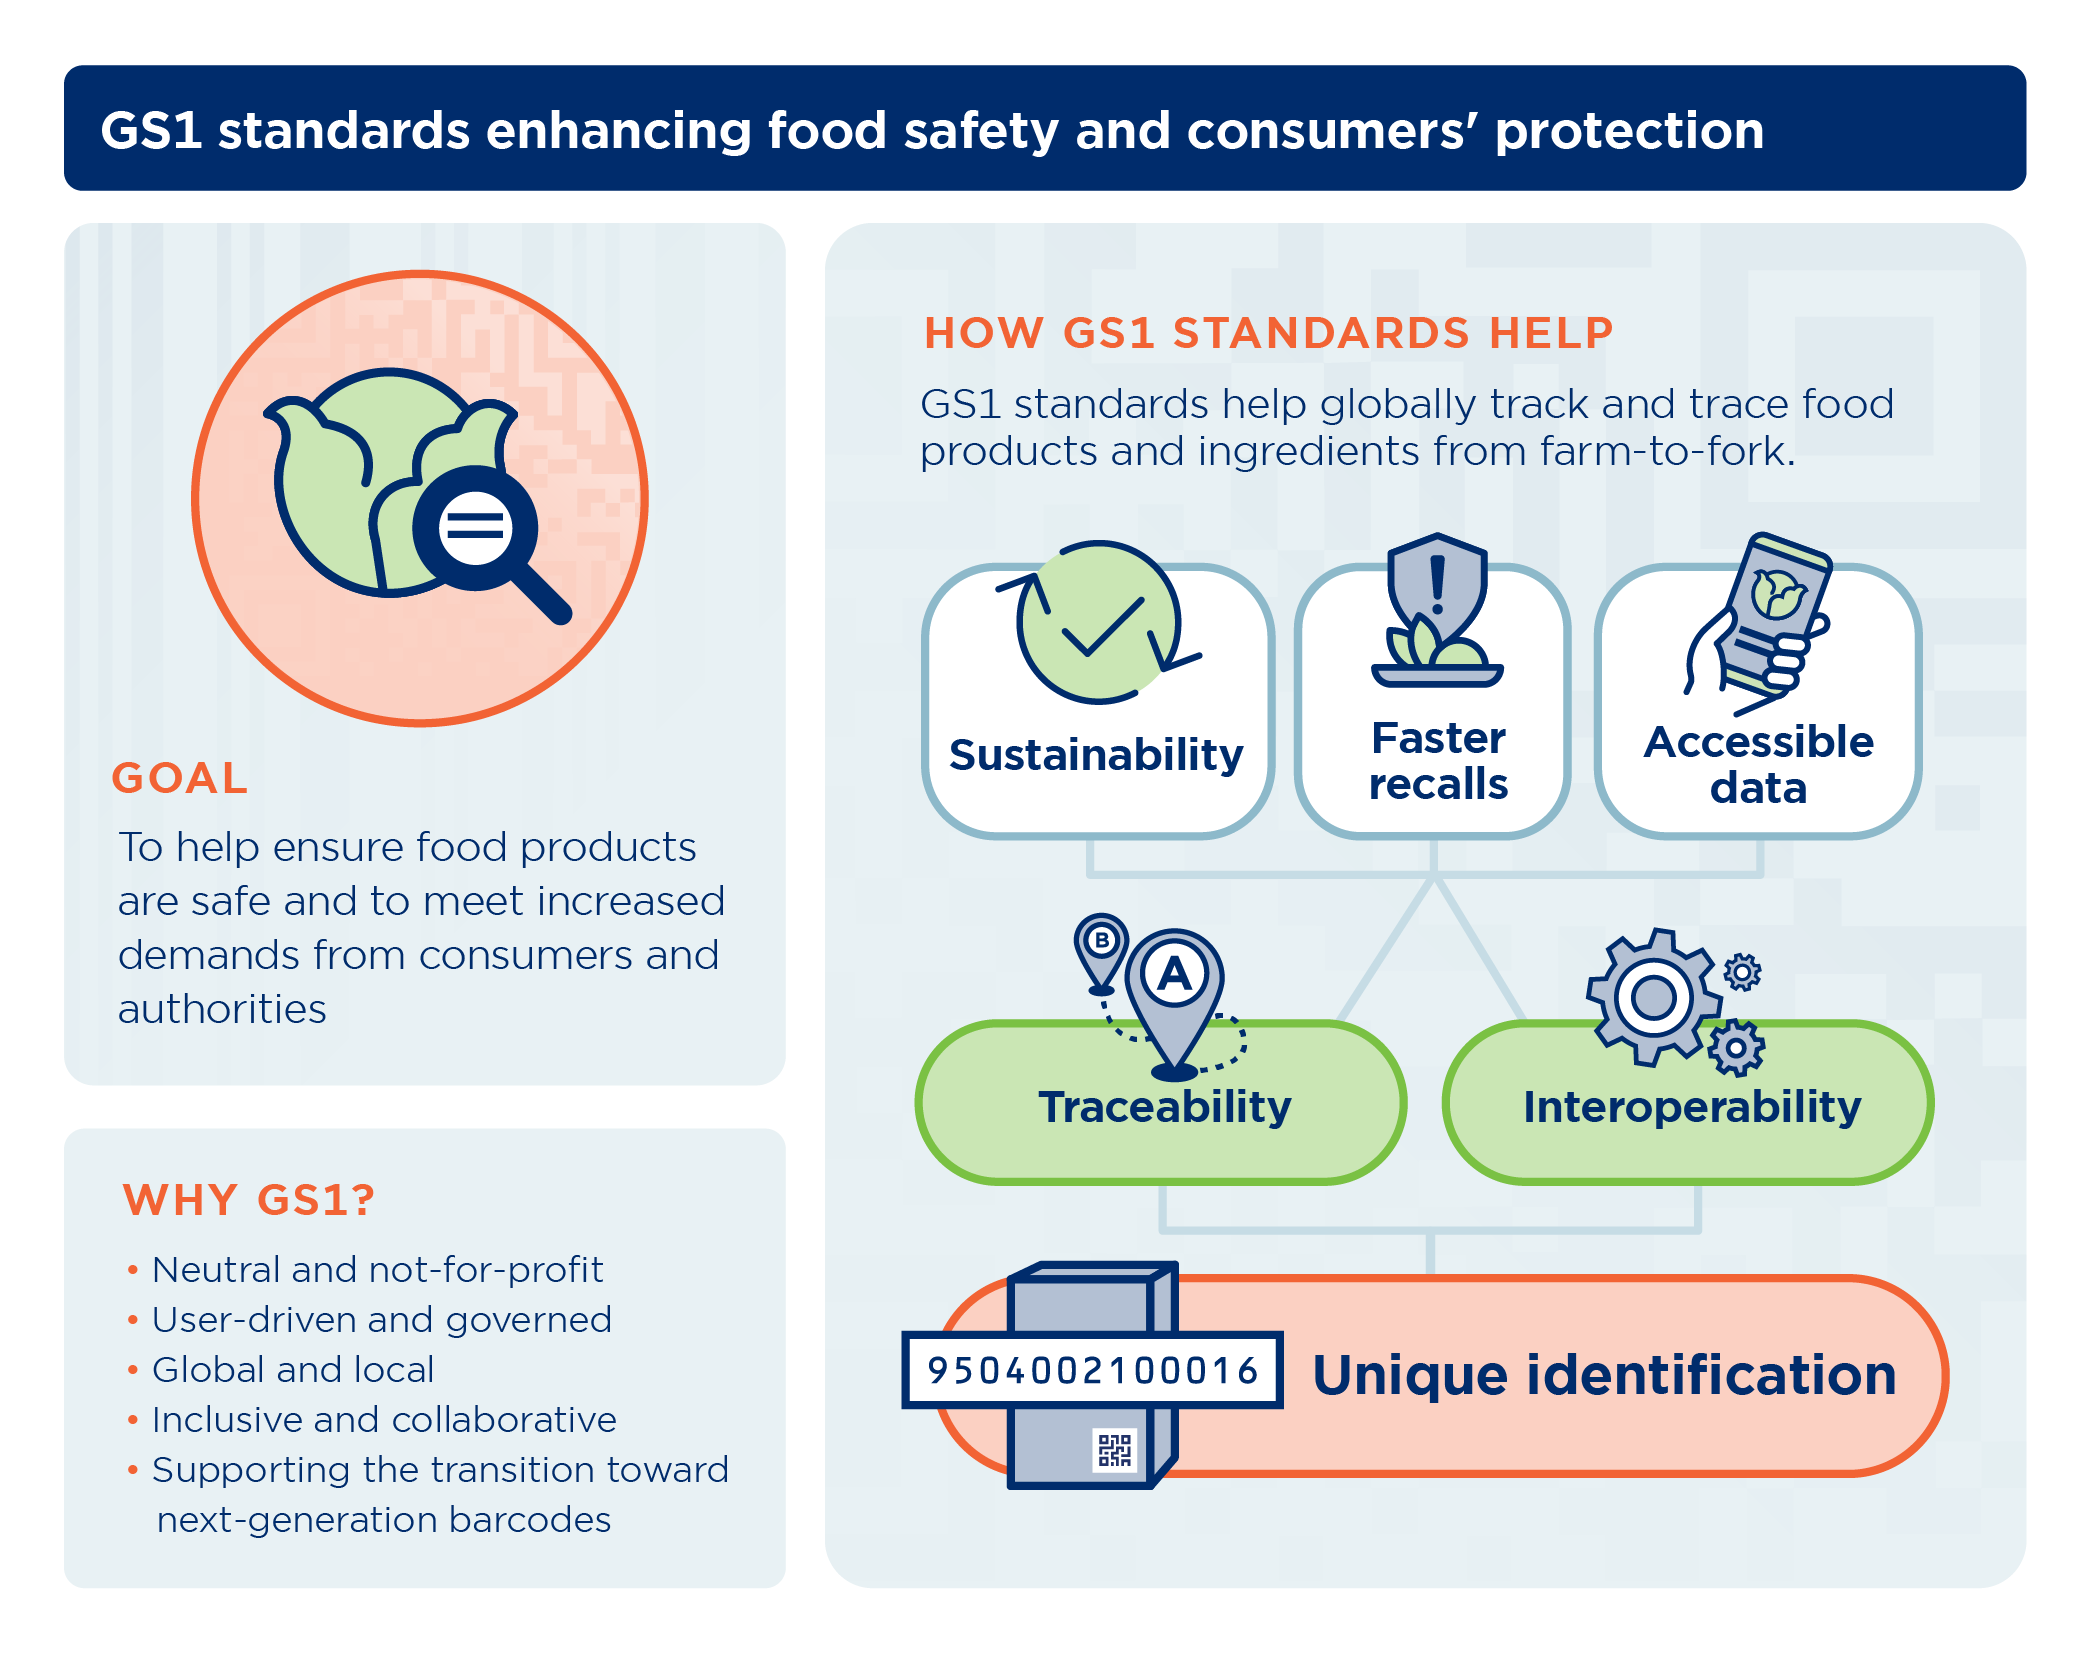 GS1 standards enhancing food safety and consumers' protection
GOAL
To help ensure food products
are safe and to meet increased
demands from consumers and
authorities
WHY GS1?
• Neutral and not-for-profit
• User-driven and governed
• Global and local
• Inclusive and collaborative
• Supporting the transition toward
next-generation barcodes
HOW GS1 STANDARDS HELP
GS1 standards help globally track and trace food
products and ingredients from farm-to-fork.
Sustainability
Faster
recalls
Accessible
data
B
A
Traceability
Interoperability
9504002100016
Unique identification